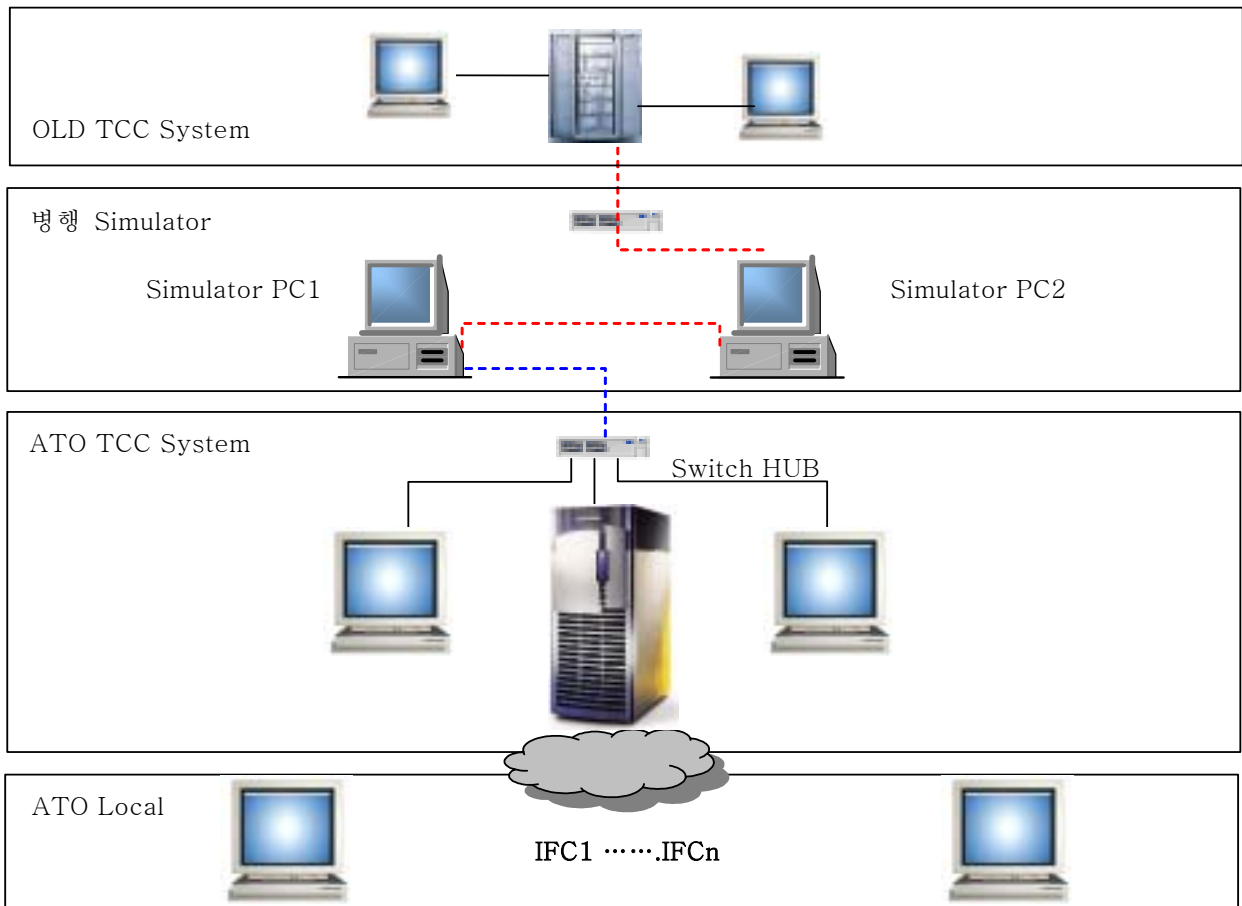 OLD TCC System
병행 Simulator
Simulator PC1
Simulator PC2
ATO TCC System
Switch HUB
ATO Local
IFC1 …….IFCn